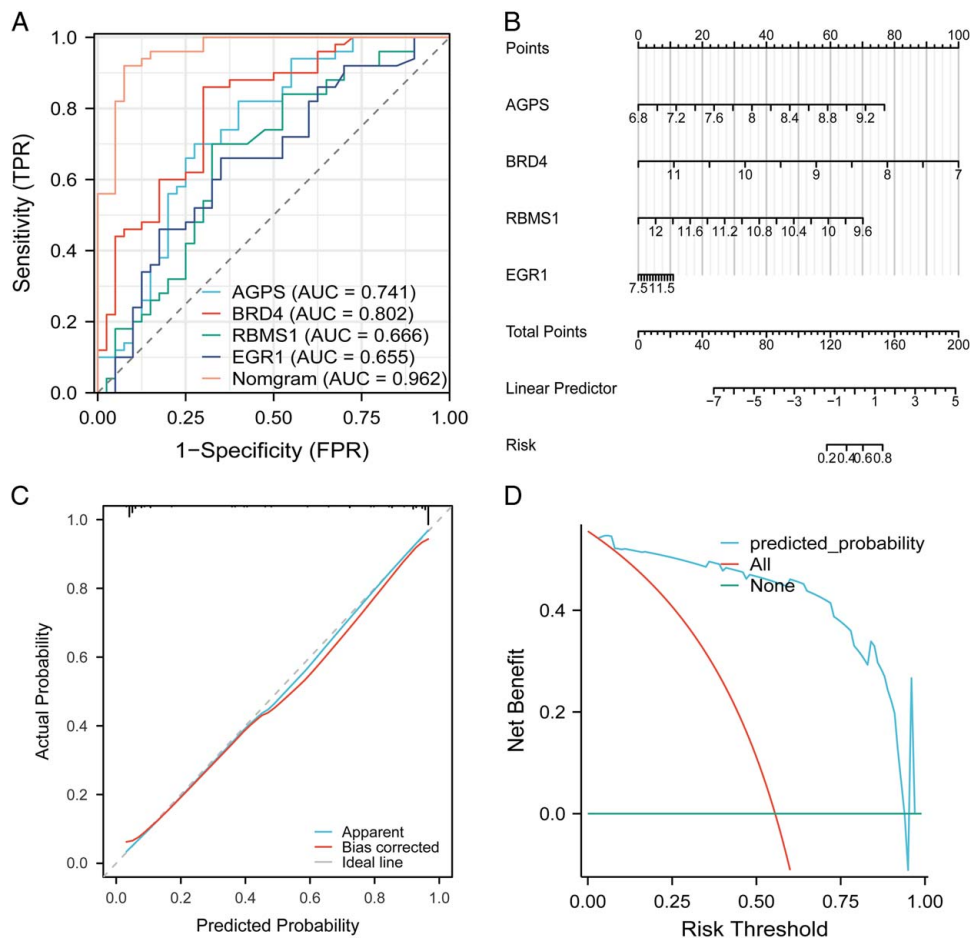 A
1.0
0.8
0.6
0.4
0.2
0.0
Sensitivity (TPR)
AGPS (AUC = 0.741)
BRD4 (AUC = 0.802)
RBMS1 (AUC = 0.666)
EGR1 (AUC = 0.655)
Nomgram (AUC = 0.962)
0.00 0.25 0.50 0.75 1.00
1−Specificity (FPR)
B
0 20 40 60 80 100
Points
AGPS
6.8 7.2 7.6 8 8.4 8.8 9.2
BRD4
11 10 9 8 7
RBMS1
12 11.6 11.2 10.8 10.4 10 9.6
EGR1
7.5 11.5
Total Points
0 40 80 120 160 200
Linear Predictor
−7 −5 −3 −1 1 3 5
Risk
0.2 0.4 0.6 0.8
C
1.0
0.8
0.6
0.4
0.2
0.0
Actual Probability
Apparent
Bias corrected
Ideal line
0.0 0.2 0.4 0.6 0.8 1.0
Predicted Probability
D
predicted_probability
All
None
0.4
0.2
0.0
Net Benefit
0.00 0.25 0.50 0.75 1.00
Risk Threshold